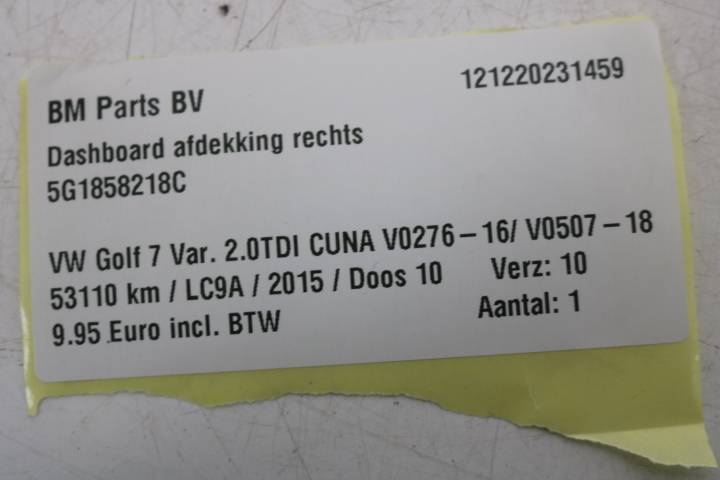 BM Parts BV 121220231459
Dashboard afdekking rechts
5G1858218C
VW Golf 7 Var. 2.0TDI CUNA V0276-16/ V0507-18
53110 km / LC9A / 2015 / Doos 10 Verz: 10
9.95 Euro incl. BTW Aantal: 1